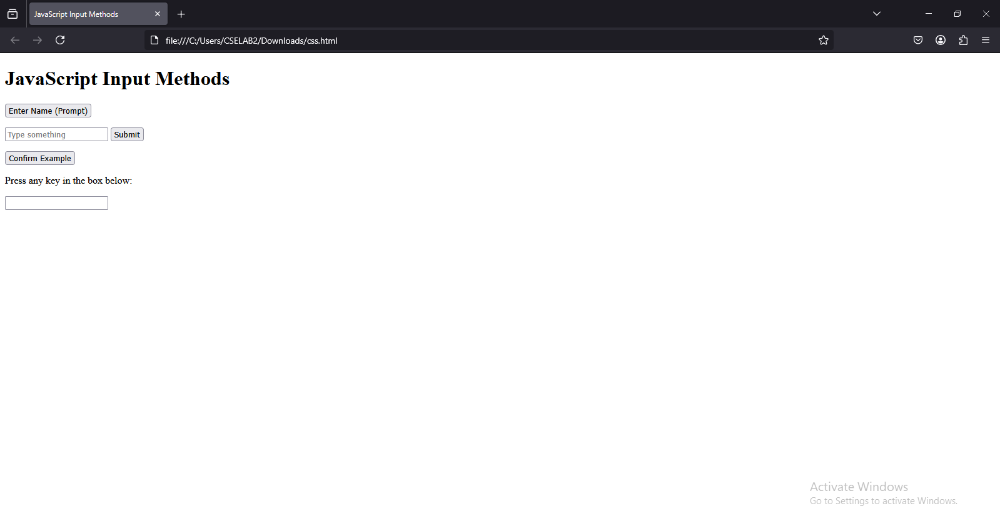 JavaScript Input Methods
file:///C:/Users/CSELAB2/Downloads/css.html
JavaScript Input Methods
Enter Name (Prompt)
Type something Submit
Confirm Example
Press any key in the box below:
Activate Windows
Go to Settings to activate Windows.